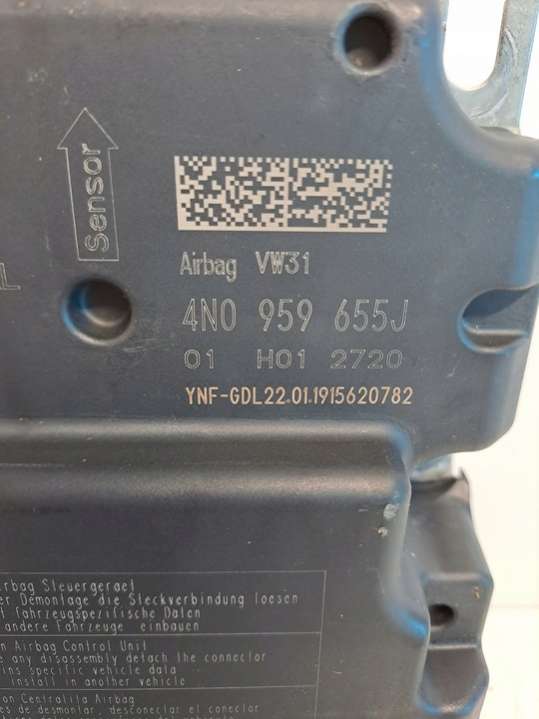 Sensor
Airbag VW31
4N0 959 655J
01 H01 2720
YNF-GDL22.01.1915620782
L
irbag Steuergeraet
er Demontage die Steckverbindung loesen
t fahrzeugspezifische Daten
andere Fahrzeuge einbauen
n Airbag Control Unit
e any disassembly detach the connector
ins specific vehicle data
install in another vehicle
on Centralita Airbag
es de desmontar, desconectar el conector